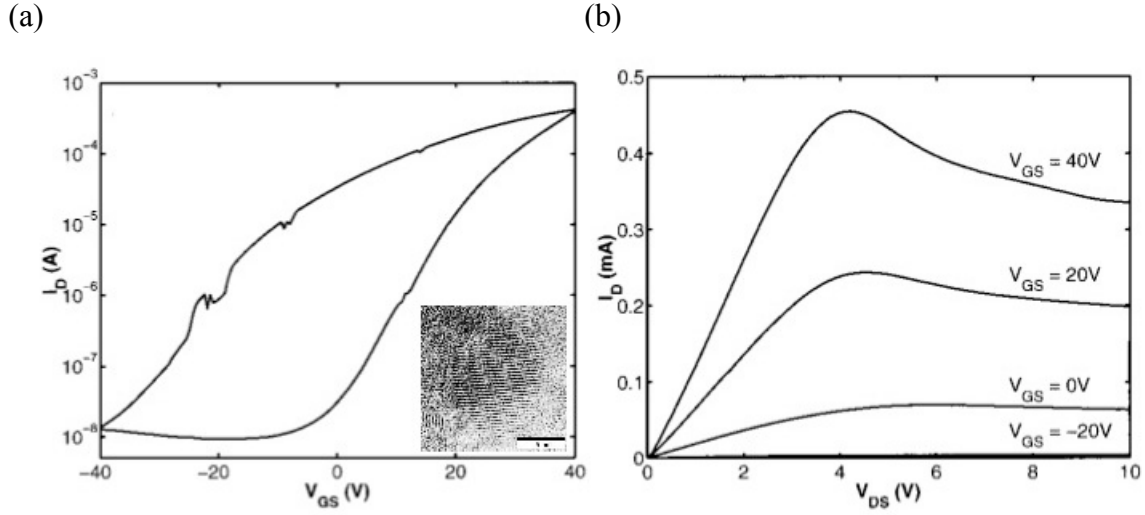 (a)
(b)
10⁻³
10⁻⁴
10⁻⁵
10⁻⁶
10⁻⁷
10⁻⁸
I_D (A)
−40
−20
0
20
40
V_GS (V)
0.5
0.4
0.3
0.2
0.1
0
I_D (mA)
V_GS = 40V
V_GS = 20V
V_GS = 0V
V_GS = −20V
0
2
4
6
8
10
V_DS (V)